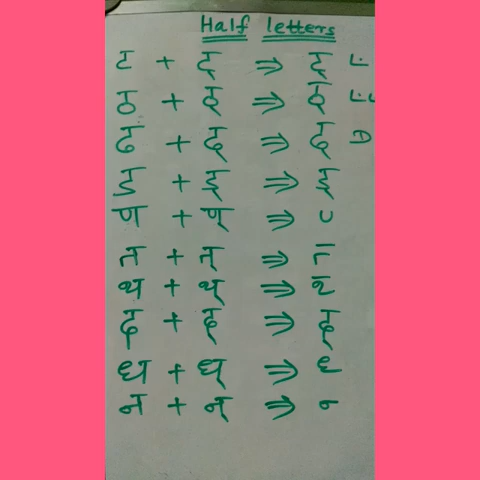 Half letters
ट + ट् ⇒ ट्
ठ + ठ् ⇒ ठ्
ढ + ढ् ⇒ ढ्
ड + ड् ⇒ ड्
ण + ण् ⇒ ण्
त + त् ⇒ त्
थ + थ् ⇒ थ्
द + द् ⇒ द्
ध + ध् ⇒ ध्
न + न् ⇒ न्